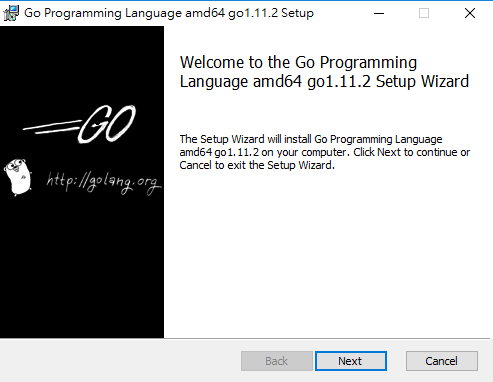 Go Programming Language amd64 go1.11.2 Setup
Welcome to the Go Programming
Language amd64 go1.11.2 Setup Wizard
GO
http://golang.org
The Setup Wizard will install Go Programming Language
amd64 go1.11.2 on your computer. Click Next to continue or
Cancel to exit the Setup Wizard.
Back
Next
Cancel